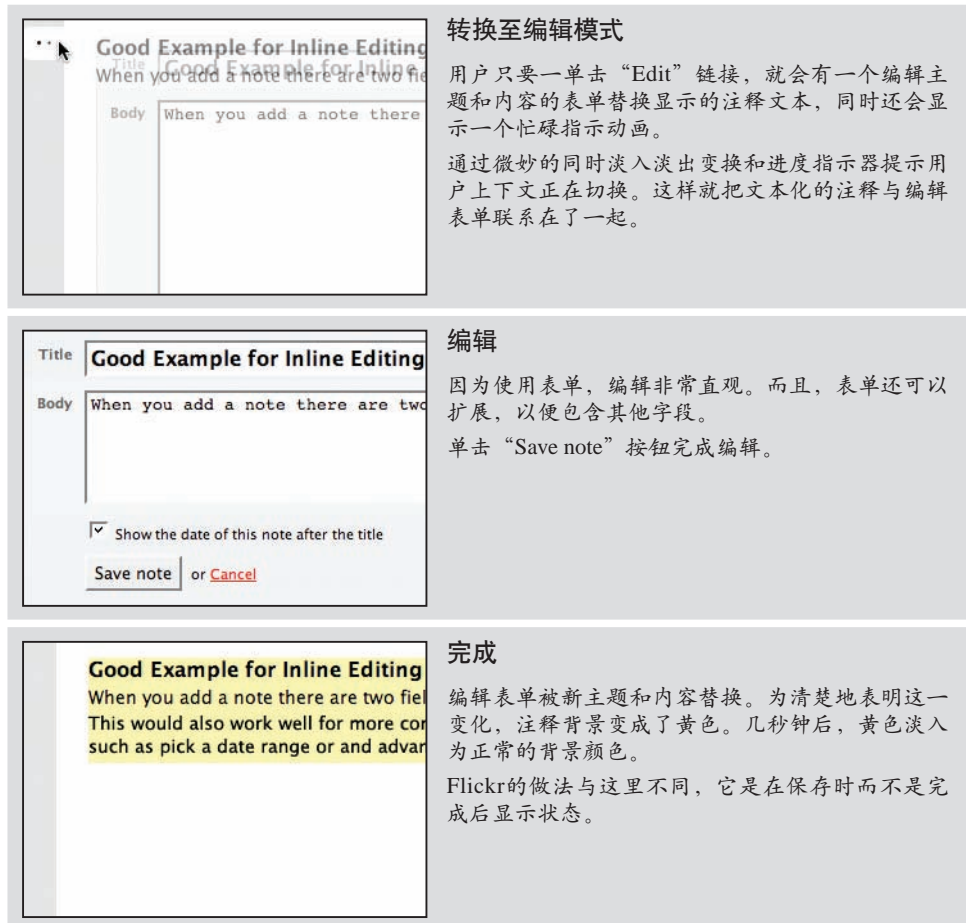 Good Example for Inline Editing
When you add a note there are two fie
Title Good Example for Inline
Body When you add a note there
转换至编辑模式
用户只要一单击“Edit”链接，就会有一个编辑主
题和内容的表单替换显示的注释文本，同时还会显
示一个忙碌指示动画。
通过微妙的同时淡入淡出变换和进度指示器提示用
户上下文正在切换。这样就把文本化的注释与编辑
表单联系在了一起。
Title Good Example for Inline Editing
Body When you add a note there are two
Show the date of this note after the title
Save note or Cancel
编辑
因为使用表单，编辑非常直观。而且，表单还可以
扩展，以便包含其他字段。
单击“Save note”按钮完成编辑。
Good Example for Inline Editing
When you add a note there are two fiel
This would also work well for more cor
such as pick a date range or and advar
完成
编辑表单被新主题和内容替换。为清楚地表明这一
变化，注释背景变成了黄色。几秒钟后，黄色淡入
为正常的背景颜色。
Flickr的做法与这里不同，它是在保存时而不是完
成后显示状态。